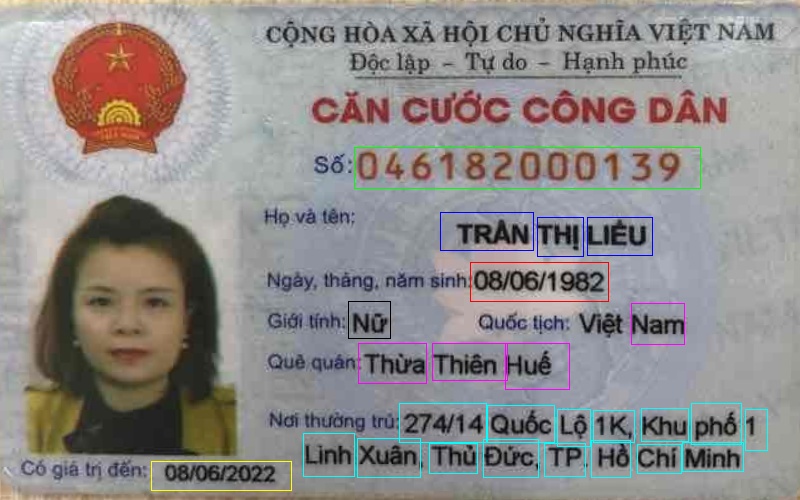 CỘNG HÒA XÃ HỘI CHỦ NGHĨA VIỆT NAM
Độc lập - Tự do - Hạnh phúc
CĂN CƯỚC CÔNG DÂN
Số: 046182000139
Họ và tên: TRẦN THỊ LIỄU
Ngày, tháng, năm sinh: 08/06/1982
Giới tính: Nữ Quốc tịch: Việt Nam
Quê quán: Thừa Thiên Huế
Nơi thường trú: 274/14 Quốc Lộ 1K, Khu phố 1
Linh Xuân, Thủ Đức, TP. Hồ Chí Minh
Có giá trị đến: 08/06/2022